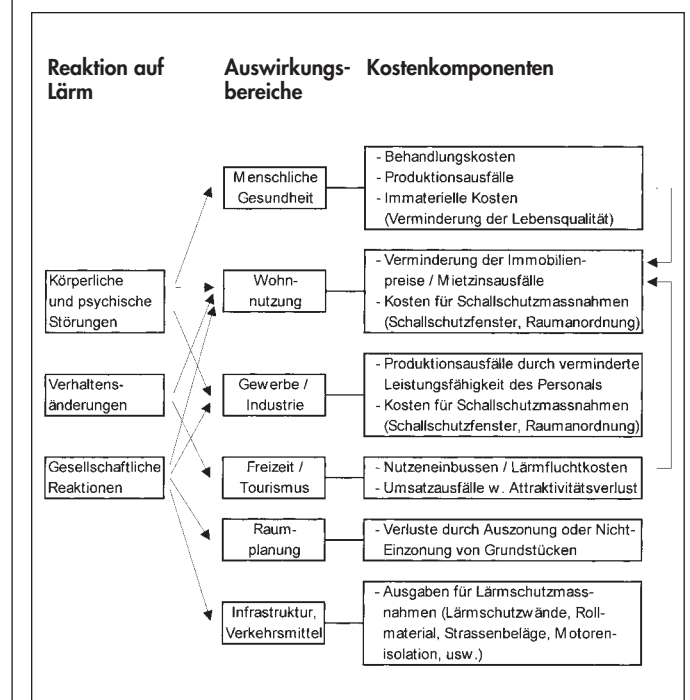 Reaktion auf
Lärm
Auswirkungs-
bereiche
Kostenkomponenten
Menschliche
Gesundheit
- Behandlungskosten
- Produktionsausfälle
- Immaterielle Kosten
(Verminderung der Lebensqualität)
Körperliche
und psychische
Störungen
Wohn-
nutzung
- Verminderung der Immobilien-
preise / Mietzinsausfälle
- Kosten für Schallschutzmassnahmen
(Schallschutzfenster, Raumanordnung)
Verhaltens-
änderungen
Gewerbe /
Industrie
- Produktionsausfälle durch verminderte
Leistungsfähigkeit des Personals
- Kosten für Schallschutzmassnahmen
(Schallschutzfenster, Raumanordnung)
Gesellschaftliche
Reaktionen
Freizeit /
Tourismus
- Nutzeneinbussen / Lärmfluchtkosten
- Umsatzausfälle w. Attraktivitätsverlust
Raum-
planung
- Verluste durch Auszonung oder Nicht-
Einzonung von Grundstücken
Infrastruktur,
Verkehrsmittel
- Ausgaben für Lärmschutzmass-
nahmen (Lärmschutzwände, Roll-
material, Strassenbeläge, Motoren-
isolation, usw.)